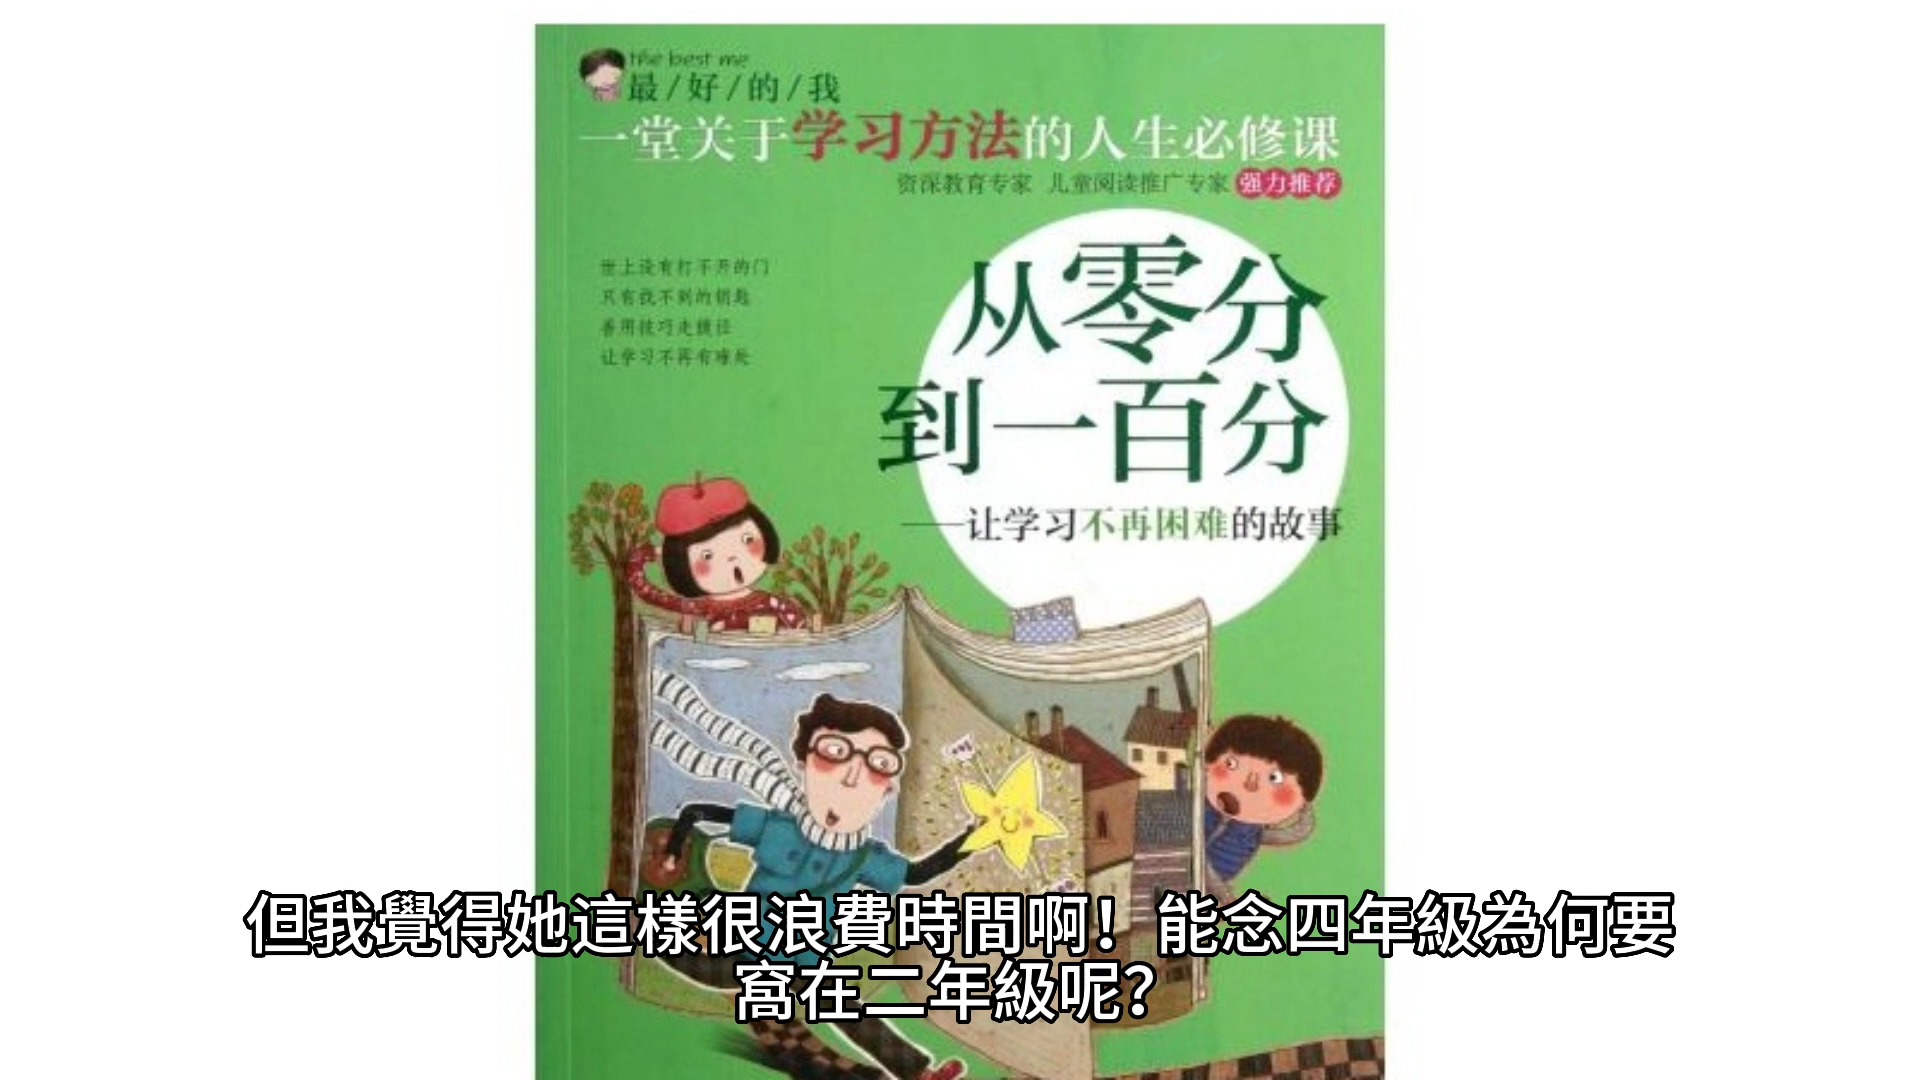 the best me
最/好/的/我
一堂关于学习方法的人生必修课
资深教育专家 儿童阅读推广专家 强力推荐
世上没有打不开的门
只有找不到的钥匙
善用技巧走捷径
让学习不再有难处
从零分
到一百分
——让学习不再困难的故事
但我覺得她這樣很浪費時間啊！能念四年級為何要
窩在二年級呢？